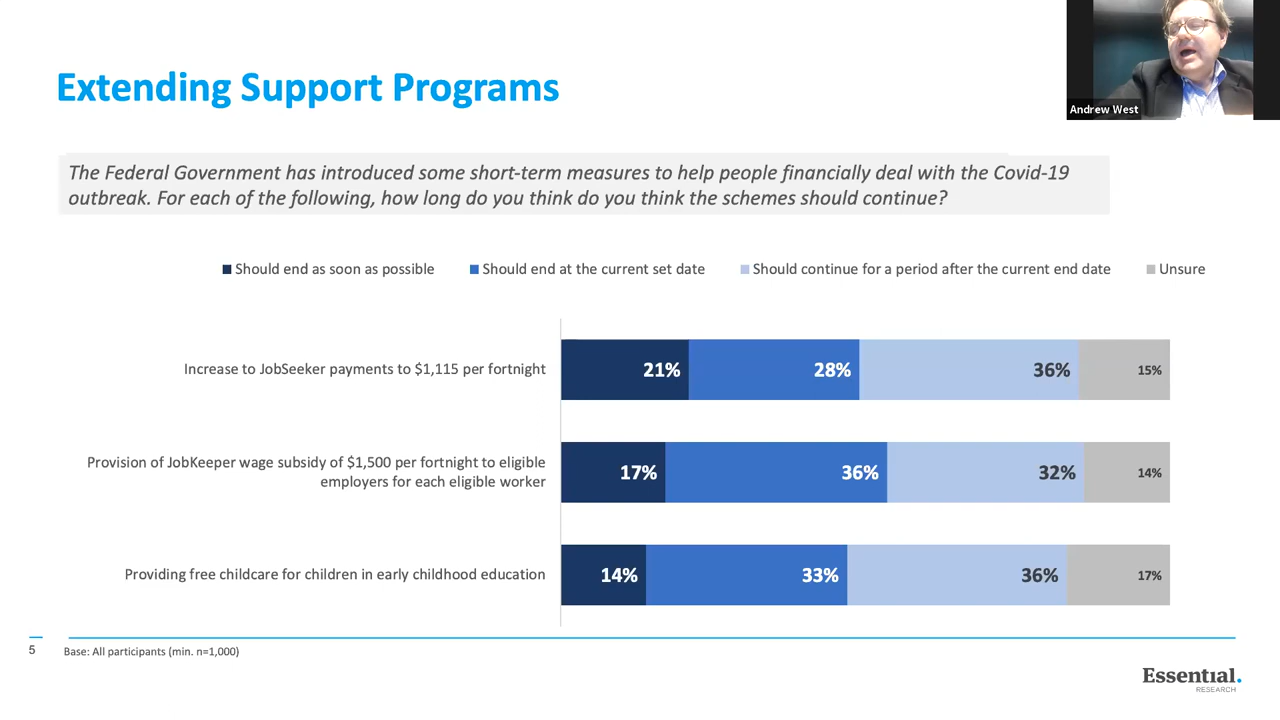 Extending Support Programs
Andrew West
The Federal Government has introduced some short-term measures to help people financially deal with the Covid-19
outbreak. For each of the following, how long do you think do you think the schemes should continue?
Should end as soon as possible
Should end at the current set date
Should continue for a period after the current end date
Unsure
Increase to JobSeeker payments to $1,115 per fortnight
21%
28%
36%
15%
Provision of JobKeeper wage subsidy of $1,500 per fortnight to eligible
employers for each eligible worker
17%
36%
32%
14%
Providing free childcare for children in early childhood education
14%
33%
36%
17%
5
Base: All participants (min. n=1,000)
Essential.
RESEARCH